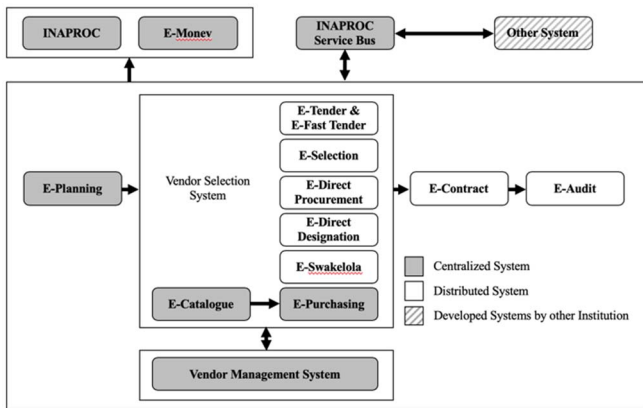 INAPROC
E-Monev
INAPROC
Service Bus
Other System
E-Tender &
E-Fast Tender
E-Selection
E-Planning
Vendor Selection
System
E-Direct
Procurement
E-Contract
E-Audit
E-Direct
Designation
E-Swakelola
E-Catalogue
E-Purchasing
Centralized System
Distributed System
Developed Systems by other Institution
Vendor Management System